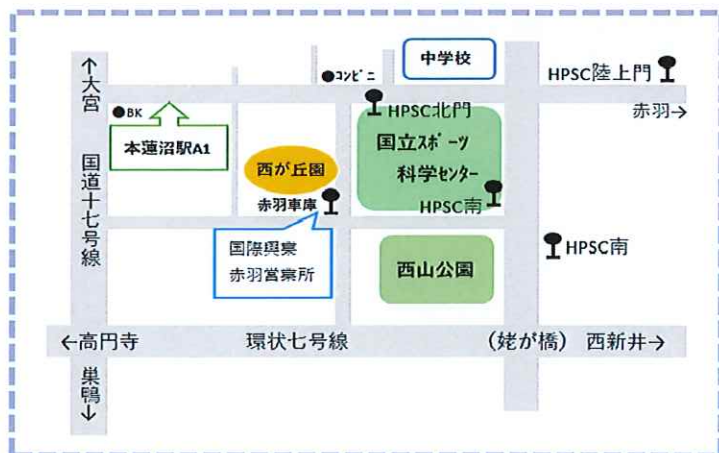 中学校
●コンビニ
HPSC陸上門
↑大宮
HPSC北門
赤羽→
●BK
本蓮沼駅A1
国立スポーツ
科学センター
西が丘園
赤羽車庫
HPSC南
国道十七号線
国際興業
赤羽営業所
西山公園
HPSC南
←高円寺
環状七号線
(姥が橋)
西新井→
巣鴨↓